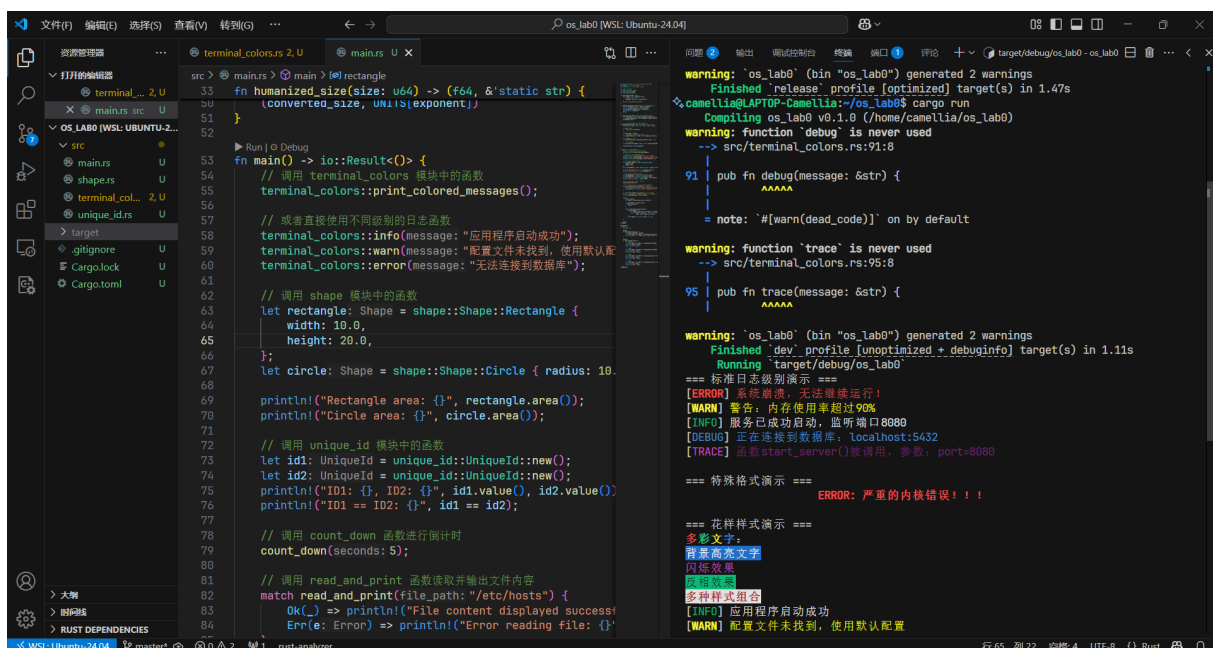 文件(F) 编辑(E) 选择(S) 查看(V) 转到(G) ··· ← → os_lab0 [WSL: Ubuntu-24.04]
资源管理器 ···
打开的编辑器
terminal_... 2, U
main.rs src U
OS_LAB0 [WSL: UBUNTU-2...
src
main.rs U
shape.rs U
terminal_col... 2, U
unique_id.rs U
target
.gitignore U
Cargo.lock U
Cargo.toml U
大纲
时间线
RUST DEPENDENCIES
terminal_colors.rs 2, U main.rs U
src > main.rs > main > rectangle
33 fn humanized_size(size: u64) -> (f64, &'static str) {
50 (converted_size, UNITS[exponent])
51 }
52
Run | Debug
53 fn main() -> io::Result<()> {
54 // 调用 terminal_colors 模块中的函数
55 terminal_colors::print_colored_messages();
56
57 // 或者直接使用不同级别的日志函数
58 terminal_colors::info(message: "应用程序启动成功");
59 terminal_colors::warn(message: "配置文件未找到，使用默认配
60 terminal_colors::error(message: "无法连接到数据库");
61
62 // 调用 shape 模块中的函数
63 let rectangle: Shape = shape::Shape::Rectangle {
64 width: 10.0,
65 height: 20.0,
66 };
67 let circle: Shape = shape::Shape::Circle { radius: 10.
68
69 println!("Rectangle area: {}", rectangle.area());
70 println!("Circle area: {}", circle.area());
71
72 // 调用 unique_id 模块中的函数
73 let id1: UniqueId = unique_id::UniqueId::new();
74 let id2: UniqueId = unique_id::UniqueId::new();
75 println!("ID1: {}, ID2: {}", id1.value(), id2.value())
76 println!("ID1 == ID2: {}", id1 == id2);
77
78 // 调用 count_down 函数进行倒计时
79 count_down(seconds: 5);
80
81 // 调用 read_and_print 函数读取并输出文件内容
82 match read_and_print(file_path: "/etc/hosts") {
83 Ok(_) => println!("File content displayed success
84 Err(e: Error) => println!("Error reading file: {}"
问题 2 输出 调试控制台 终端 端口 1 评论 target/debug/os_lab0 - os_lab0
warning: `os_lab0` (bin "os_lab0") generated 2 warnings
Finished `release` profile [optimized] target(s) in 1.47s
camellia@LAPTOP-Camellia:~/os_lab0$ cargo run
Compiling os_lab0 v0.1.0 (/home/camellia/os_lab0)
warning: function `debug` is never used
--> src/terminal_colors.rs:91:8
|
91 | pub fn debug(message: &str) {
| ^^^^^
|
= note: `#[warn(dead_code)]` on by default
warning: function `trace` is never used
--> src/terminal_colors.rs:95:8
|
95 | pub fn trace(message: &str) {
| ^^^^^
warning: `os_lab0` (bin "os_lab0") generated 2 warnings
Finished `dev` profile [unoptimized + debuginfo] target(s) in 1.11s
Running `target/debug/os_lab0`
=== 标准日志级别演示 ===
[ERROR] 系统崩溃，无法继续运行！
[WARN] 警告：内存使用率超过90%
[INFO] 服务已成功启动，监听端口8080
[DEBUG] 正在连接到数据库：localhost:5432
[TRACE] 函数start_server()被调用，参数：port=8080
=== 特殊格式演示 ===
ERROR: 严重的内核错误！！！
=== 花样样式演示 ===
多彩文字：
背景高亮文字
闪烁效果
反相效果
多种样式组合
[INFO] 应用程序启动成功
[WARN] 配置文件未找到，使用默认配置
WSL: Ubuntu-24.04 master* 0 2 1 rust-analyzer 行 65, 列 22 空格: 4 UTF-8 {} Rust